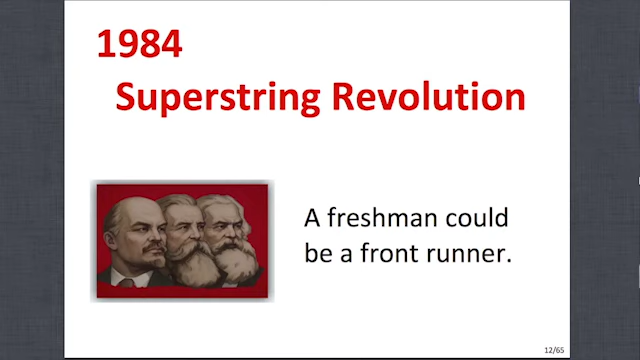 1984
Superstring Revolution
A freshman could
be a front runner.
12/65